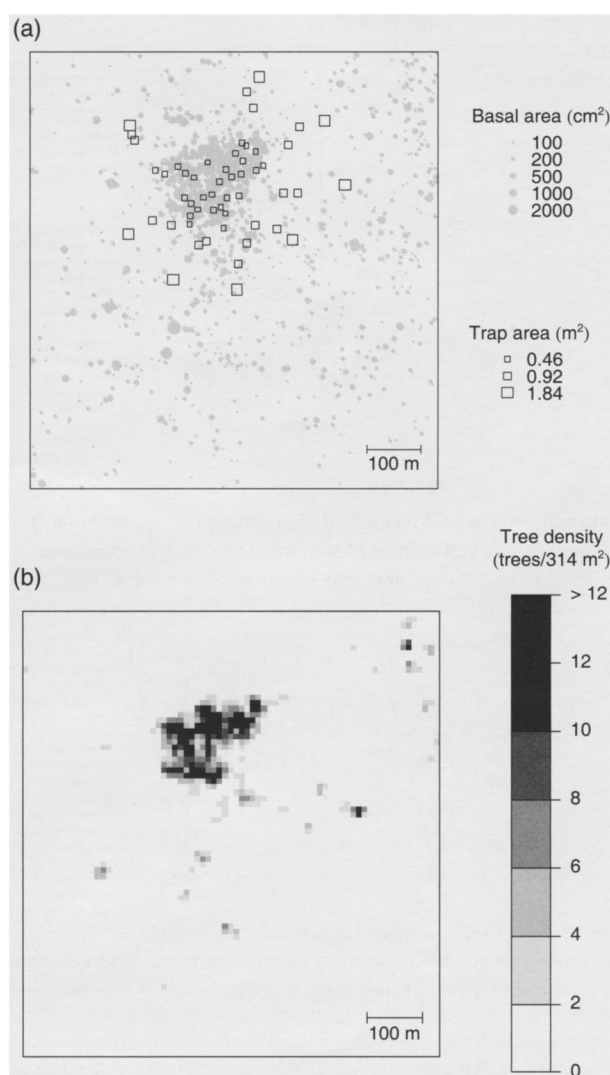 (a)
Basal area (cm²)
100
200
500
1000
2000
Trap area (m²)
0.46
0.92
1.84
100 m
(b)
Tree density
(trees/314 m²)
> 12
12
10
8
6
4
2
0
100 m